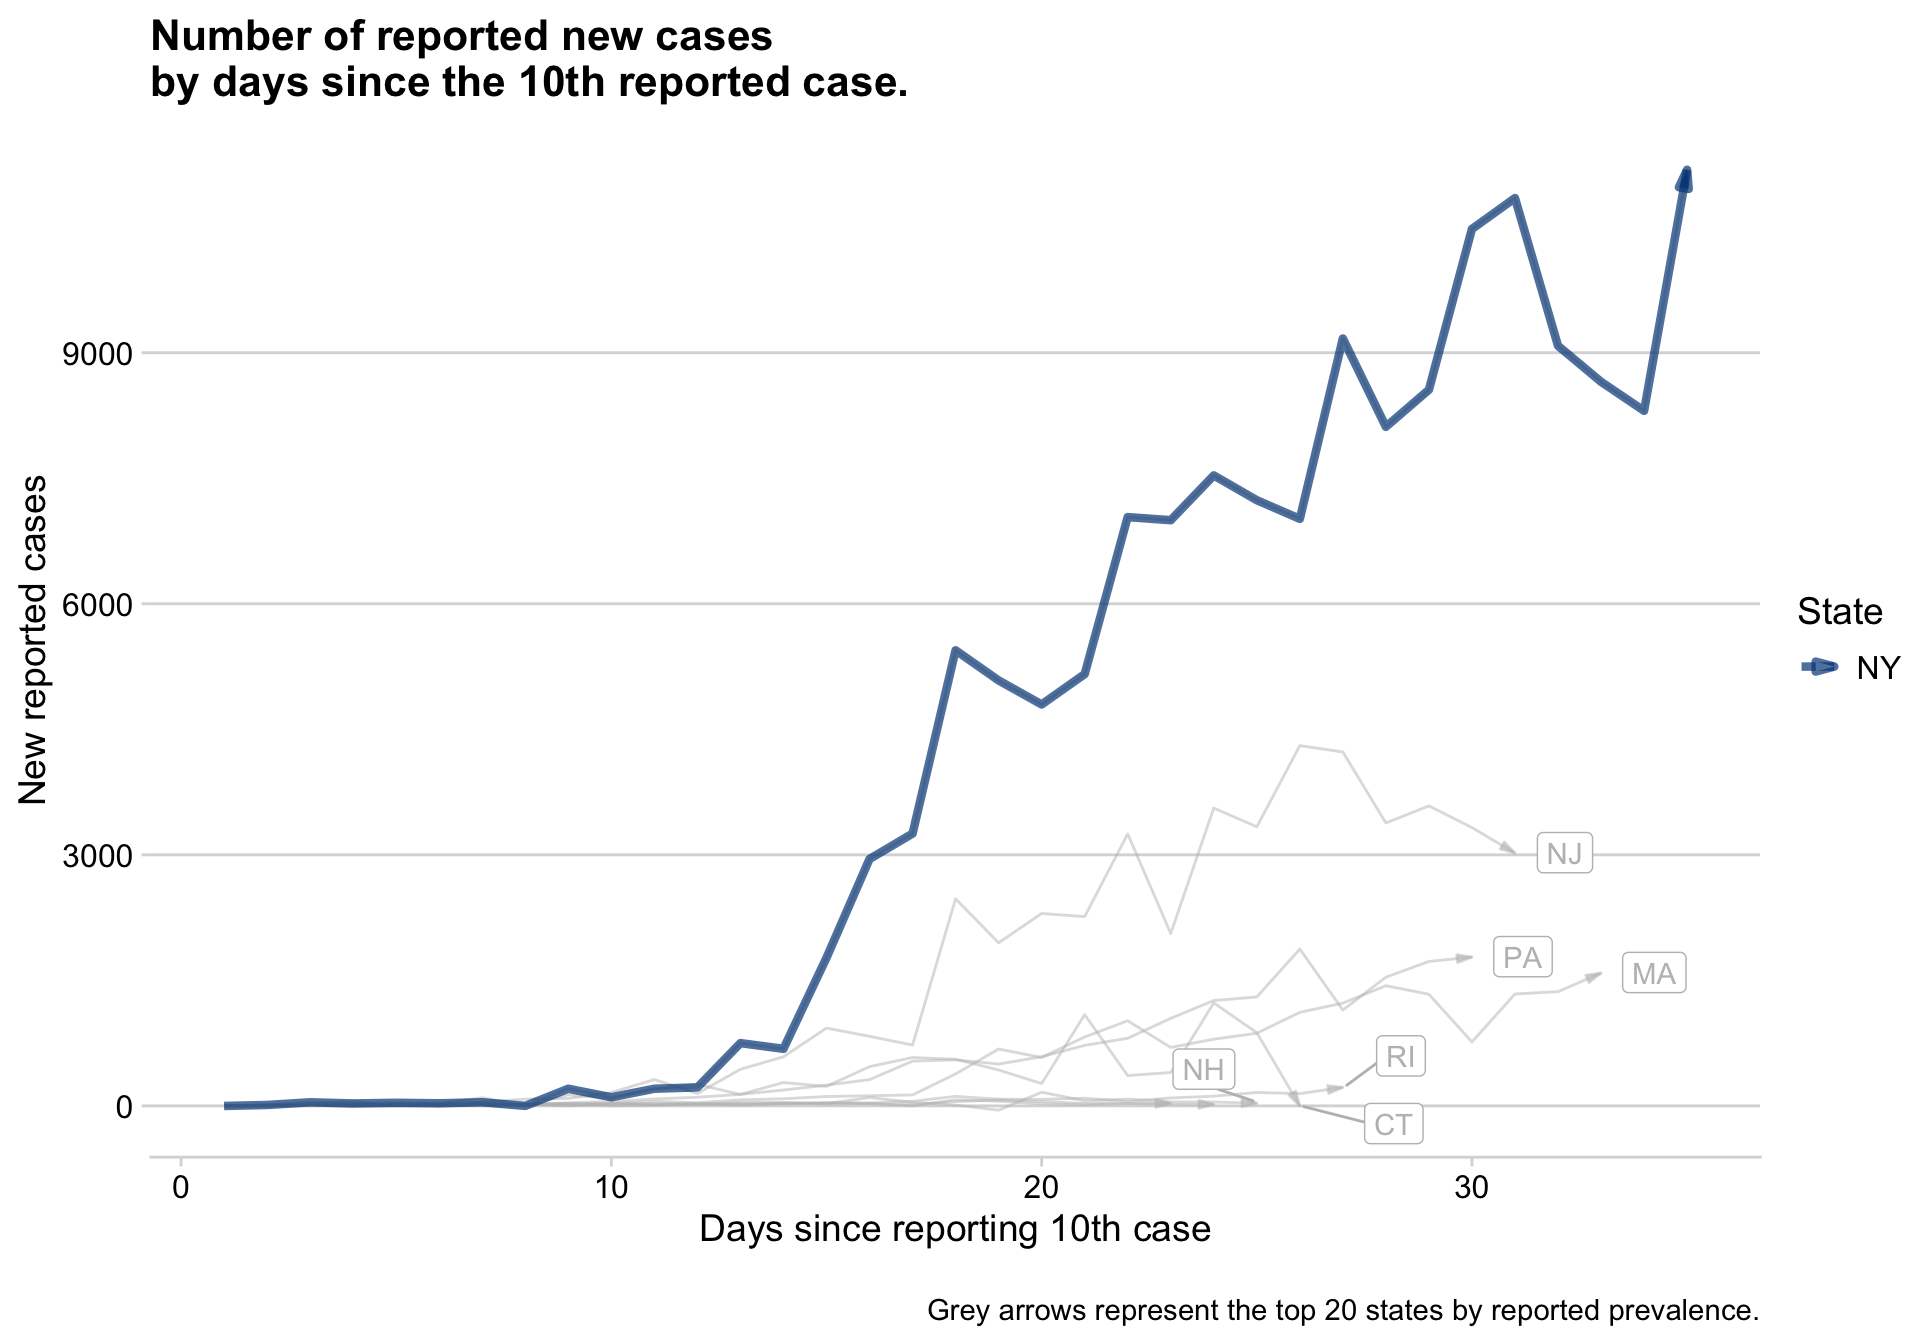 Number of reported new cases
by days since the 10th reported case.
New reported cases
9000
6000
3000
0
NJ
PA
MA
RI
NH
CT
State
NY
0
10
20
30
Days since reporting 10th case
Grey arrows represent the top 20 states by reported prevalence.